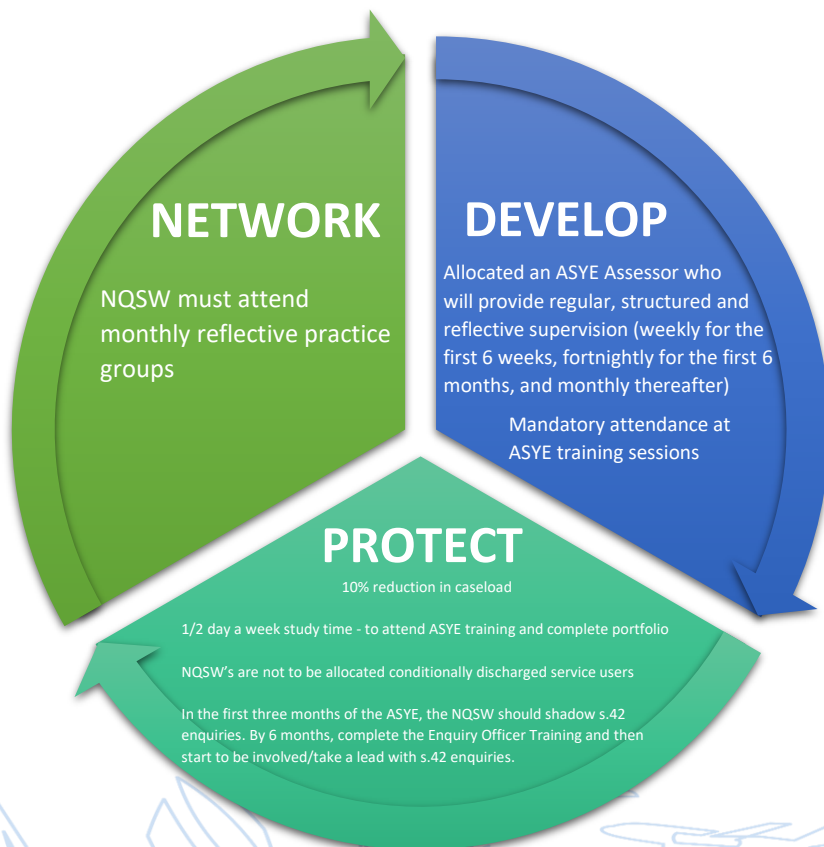 NETWORK
NQSW must attend
monthly reflective practice
groups
DEVELOP
Allocated an ASYE Assessor who
will provide regular, structured and
reflective supervision (weekly for the
first 6 weeks, fortnightly for the first 6
months, and monthly thereafter)
Mandatory attendance at
ASYE training sessions
PROTECT
10% reduction in caseload
1/2 day a week study time - to attend ASYE training and complete portfolio
NQSW's are not to be allocated conditionally discharged service users
In the first three months of the ASYE, the NQSW should shadow s.42
enquiries. By 6 months, complete the Enquiry Officer Training and then
start to be involved/take a lead with s.42 enquiries.